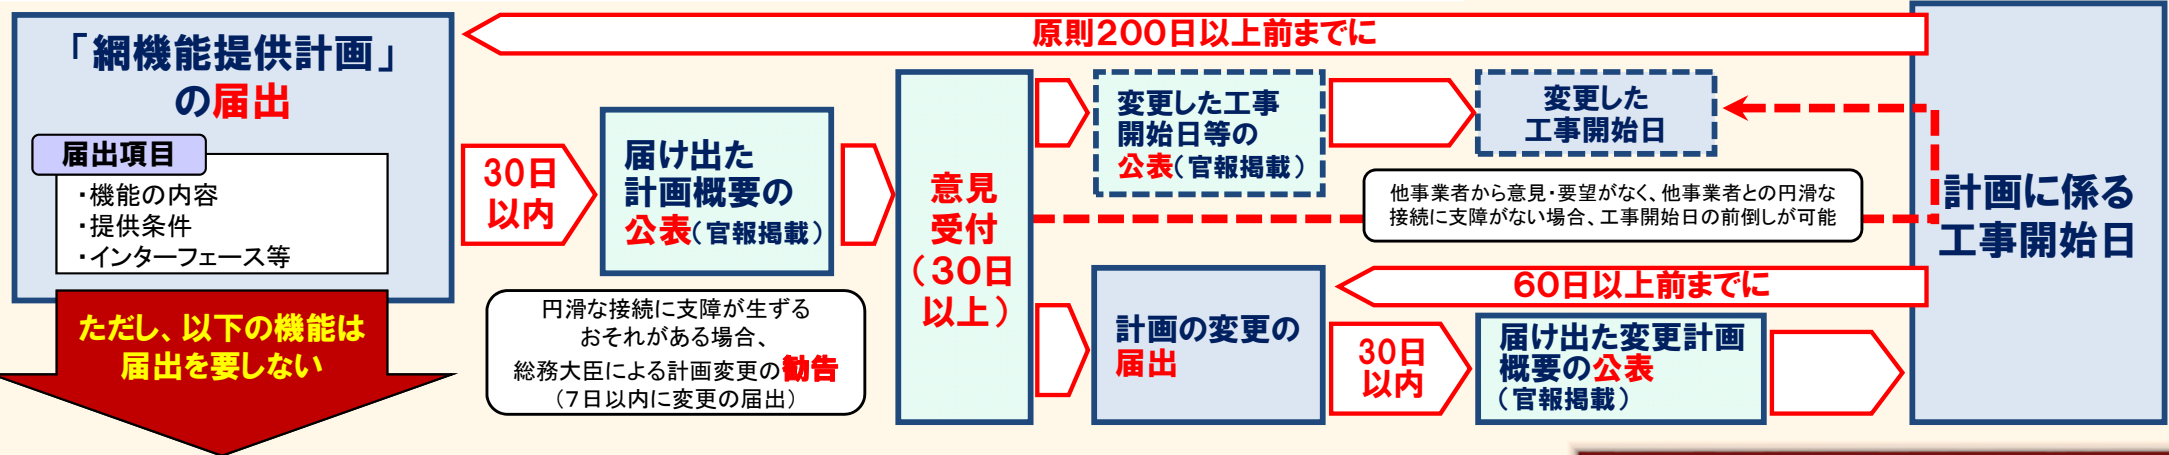 「網機能提供計画」
の届出
届出項目
・機能の内容
・提供条件
・インターフェース等
ただし、以下の機能は
届出を要しない
原則200日以上前までに
30日
以内
届け出た
計画概要の
公表（官報掲載）
円滑な接続に支障が生ずる
おそれがある場合、
総務大臣による計画変更の勧告
（7日以内に変更の届出）
意見
受付
（30日
以上）
変更した工事
開始日等の
公表（官報掲載）
変更した
工事開始日
他事業者から意見・要望がなく、他事業者との円滑な
接続に支障がない場合、工事開始日の前倒しが可能
60日以上前までに
計画の変更の
届出
30日
以内
届け出た変更計画
概要の公表
（官報掲載）
計画に係る
工事開始日